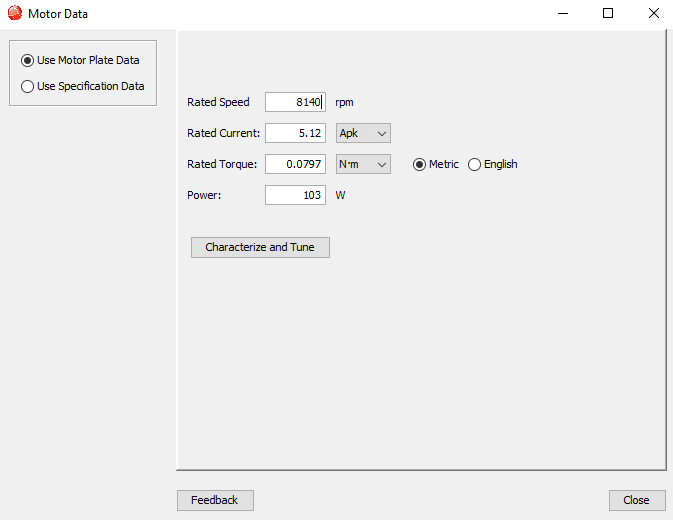 Motor Data
Use Motor Plate Data
Use Specification Data
Rated Speed 8140 rpm
Rated Current: 5.12 Apk
Rated Torque: 0.0797 N·m Metric English
Power: 103 W
Characterize and Tune
Feedback Close